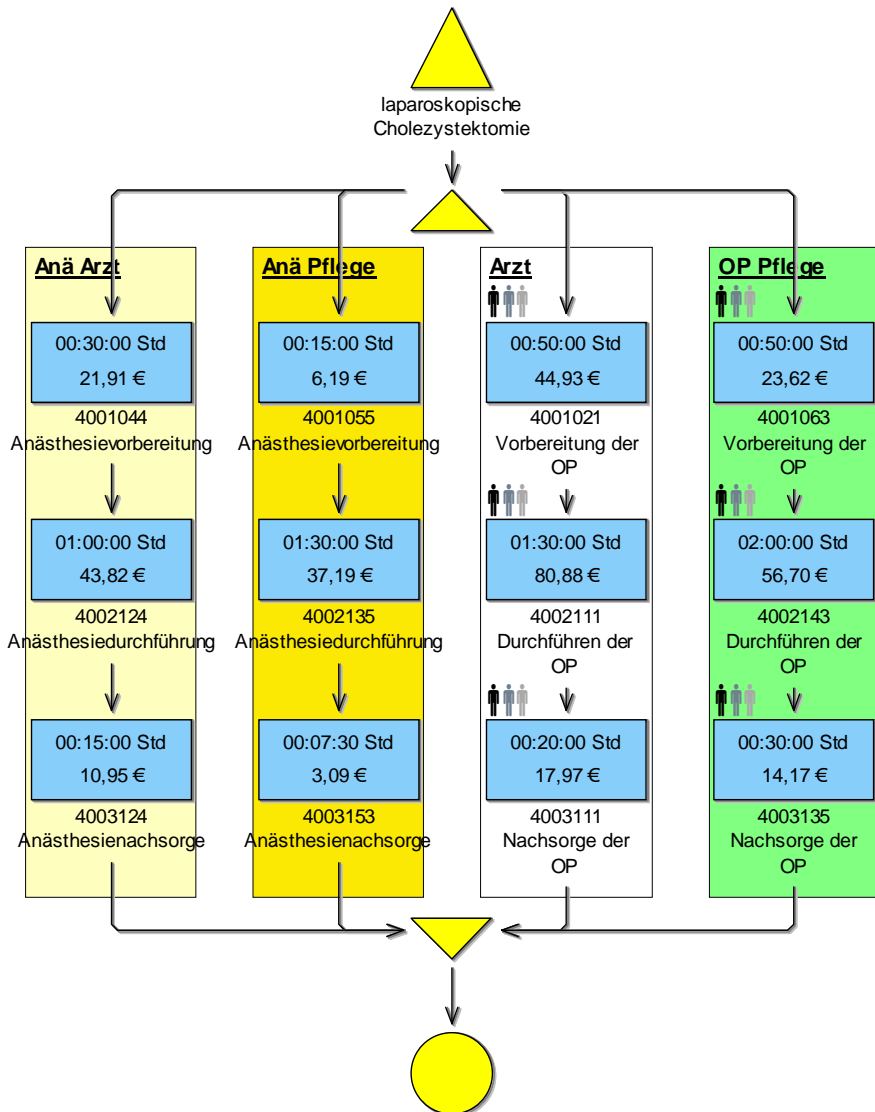 laparoskopische
Cholezystektomie
Anä Arzt
00:30:00 Std
21,91 €
4001044
Anästhesievorbereitung
01:00:00 Std
43,82 €
4002124
Anästhesiedurchführung
00:15:00 Std
10,95 €
4003124
Anästhesienachsorge
Anä Pflege
00:15:00 Std
6,19 €
4001055
Anästhesievorbereitung
01:30:00 Std
37,19 €
4002135
Anästhesiedurchführung
00:07:30 Std
3,09 €
4003153
Anästhesienachsorge
Arzt
00:50:00 Std
44,93 €
4001021
Vorbereitung der
OP
01:30:00 Std
80,88 €
4002111
Durchführen der
OP
00:20:00 Std
17,97 €
4003111
Nachsorge der
OP
OP Pflege
00:50:00 Std
23,62 €
4001063
Vorbereitung der
OP
02:00:00 Std
56,70 €
4002143
Durchführen der
OP
00:30:00 Std
14,17 €
4003135
Nachsorge der
OP